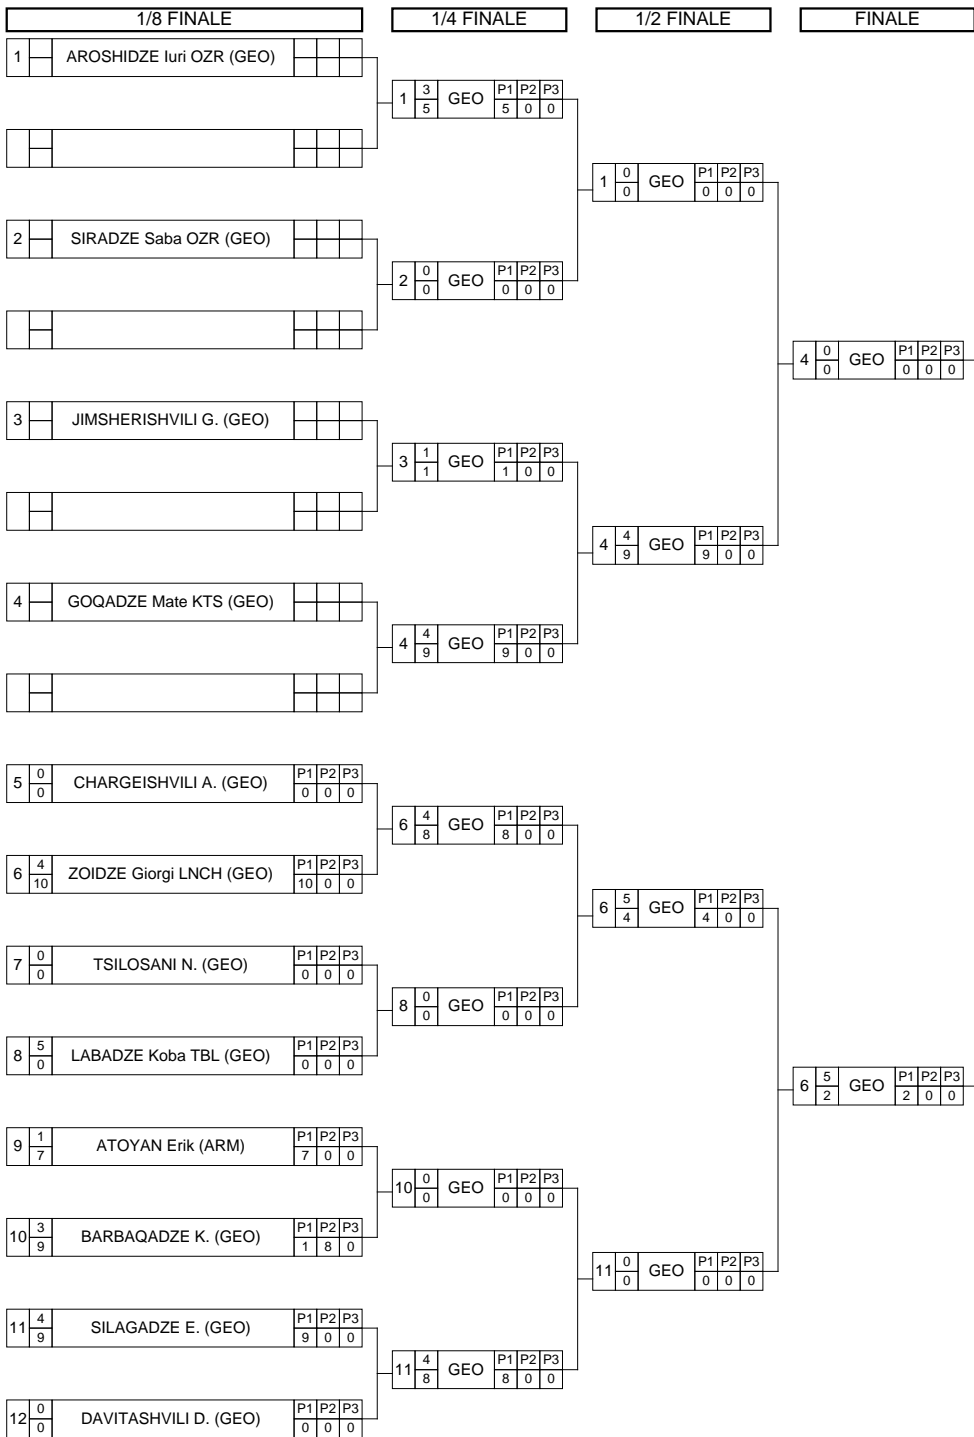 1/8 FINALE 1/4 FINALE 1/2 FINALE FINALE
1 AROSHIDZE Iuri OZR (GEO)
1 3 5 GEO P1 P2 P3 5 0 0
1 0 0 GEO P1 P2 P3 0 0 0
2 SIRADZE Saba OZR (GEO)
2 0 0 GEO P1 P2 P3 0 0 0
4 0 0 GEO P1 P2 P3 0 0 0
3 JIMSHERISHVILI G. (GEO)
3 1 1 GEO P1 P2 P3 1 0 0
4 4 9 GEO P1 P2 P3 9 0 0
4 GOQADZE Mate KTS (GEO)
4 4 9 GEO P1 P2 P3 9 0 0
5 0 0 CHARGEISHVILI A. (GEO) P1 P2 P3 0 0 0
6 4 8 GEO P1 P2 P3 8 0 0
6 4 10 ZOIDZE Giorgi LNCH (GEO) P1 P2 P3 10 0 0
6 5 4 GEO P1 P2 P3 4 0 0
7 0 0 TSILOSANI N. (GEO) P1 P2 P3 0 0 0
8 0 0 GEO P1 P2 P3 0 0 0
8 5 0 LABADZE Koba TBL (GEO) P1 P2 P3 0 0 0
6 5 2 GEO P1 P2 P3 2 0 0
9 1 7 ATOYAN Erik (ARM) P1 P2 P3 7 0 0
10 0 0 GEO P1 P2 P3 0 0 0
10 3 9 BARBAQADZE K. (GEO) P1 P2 P3 1 8 0
11 0 0 GEO P1 P2 P3 0 0 0
11 4 9 SILAGADZE E. (GEO) P1 P2 P3 9 0 0
11 4 8 GEO P1 P2 P3 8 0 0
12 0 0 DAVITASHVILI D. (GEO) P1 P2 P3 0 0 0